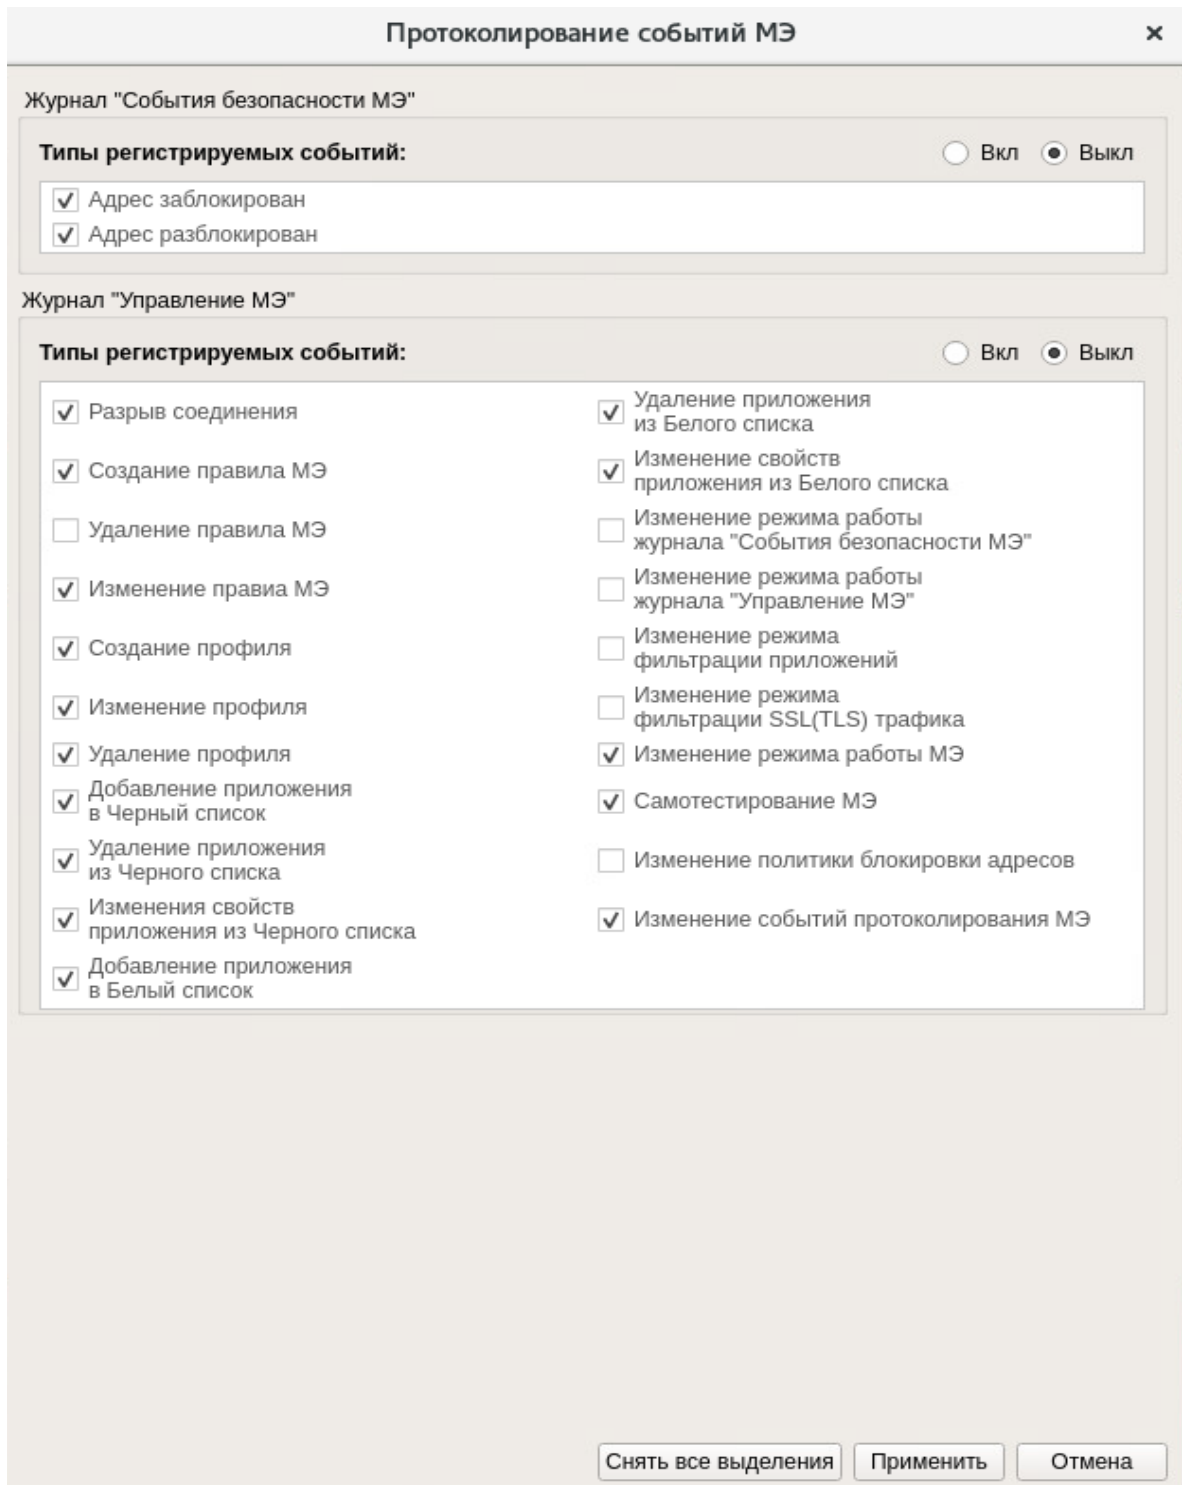 Протоколирование событий МЭ
Журнал "События безопасности МЭ"
Типы регистрируемых событий:
Вкл
Выкл
Адрес заблокирован
Адрес разблокирован
Журнал "Управление МЭ"
Типы регистрируемых событий:
Вкл
Выкл
Разрыв соединения
Создание правила МЭ
Удаление правила МЭ
Изменение правиа МЭ
Создание профиля
Изменение профиля
Удаление профиля
Добавление приложения
в Черный список
Удаление приложения
из Черного списка
Изменения свойств
приложения из Черного списка
Добавление приложения
в Белый список
Удаление приложения
из Белого списка
Изменение свойств
приложения из Белого списка
Изменение режима работы
журнала "События безопасности МЭ"
Изменение режима работы
журнала "Управление МЭ"
Изменение режима
фильтрации приложений
Изменение режима
фильтрации SSL(TLS) трафика
Изменение режима работы МЭ
Самотестирование МЭ
Изменение политики блокировки адресов
Изменение событий протоколирования МЭ
Снять все выделения
Применить
Отмена